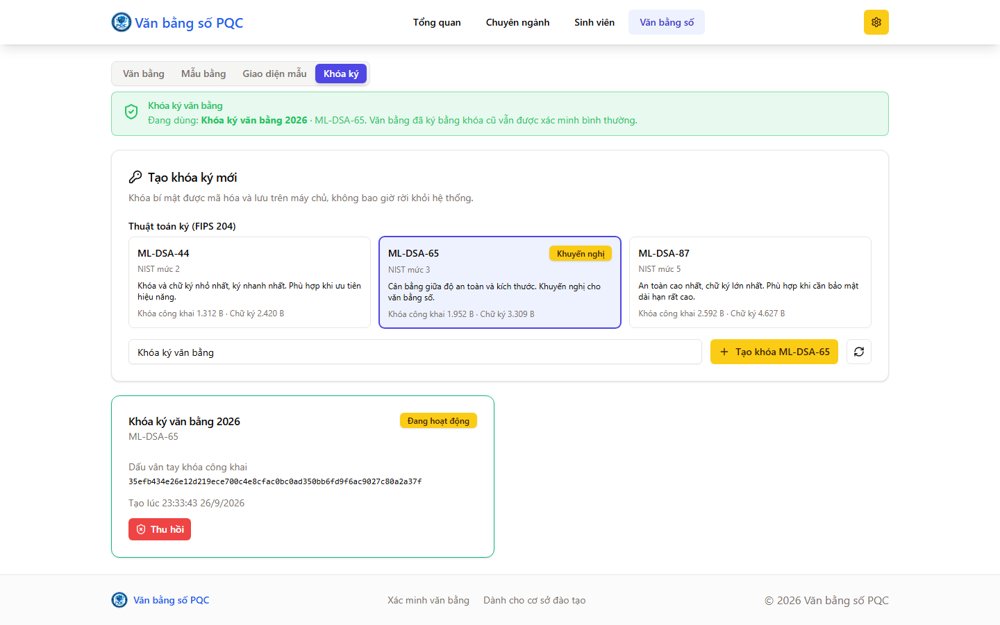 Văn bằng số PQC
Tổng quan
Chuyên ngành
Sinh viên
Văn bằng số
Văn bằng
Mẫu bằng
Giao diện mẫu
Khóa ký
Khóa ký văn bằng
Đang dùng: Khóa ký văn bằng 2026 · ML-DSA-65. Văn bằng đã ký bằng khóa cũ vẫn được xác minh bình thường.
Tạo khóa ký mới
Khóa bí mật được mã hóa và lưu trên máy chủ, không bao giờ rời khỏi hệ thống.
Thuật toán ký (FIPS 204)
ML-DSA-44
NIST mức 2
Khóa và chữ ký nhỏ nhất, ký nhanh nhất. Phù hợp khi ưu tiên
hiệu năng.
Khóa công khai 1.312 B · Chữ ký 2.420 B
ML-DSA-65
Khuyến nghị
NIST mức 3
Cân bằng giữa độ an toàn và kích thước. Khuyến nghị cho
văn bằng số.
Khóa công khai 1.952 B · Chữ ký 3.309 B
ML-DSA-87
NIST mức 5
An toàn cao nhất, chữ ký lớn nhất. Phù hợp khi cần bảo mật
dài hạn rất cao.
Khóa công khai 2.592 B · Chữ ký 4.627 B
Khóa ký văn bằng
Tạo khóa ML-DSA-65
Khóa ký văn bằng 2026
Đang hoạt động
ML-DSA-65
Dấu vân tay khóa công khai
35efb434e26e12d219ece700c4e8cfac0bc0ad350bb6fd9f6ac9027c80a2a37f
Tạo lúc 23:33:43 26/9/2026
Thu hồi
Văn bằng số PQC
Xác minh văn bằng
Dành cho cơ sở đào tạo
© 2026 Văn bằng số PQC